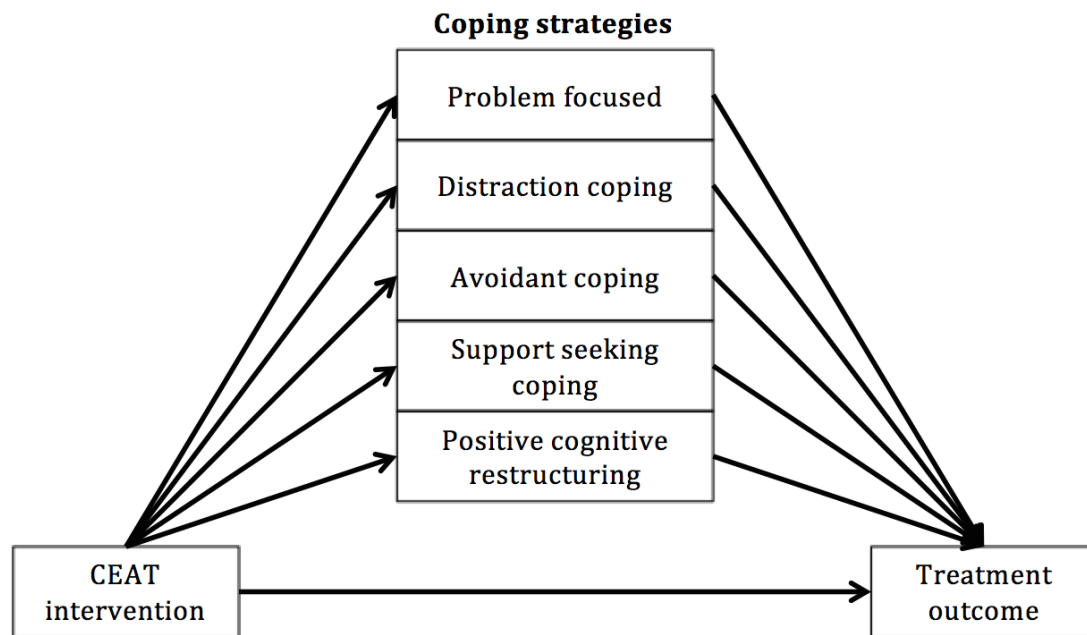 Coping strategies
Problem focused
Distraction coping
Avoidant coping
Support seeking
coping
Positive cognitive
restructuring
CEAT
intervention
Treatment
outcome